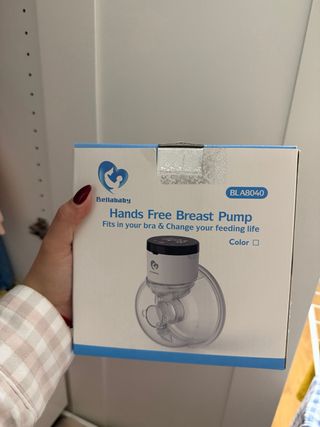 Bellababy
BLA8040
Hands Free Breast Pump
Fits in your bra & Change your feeding life
Color